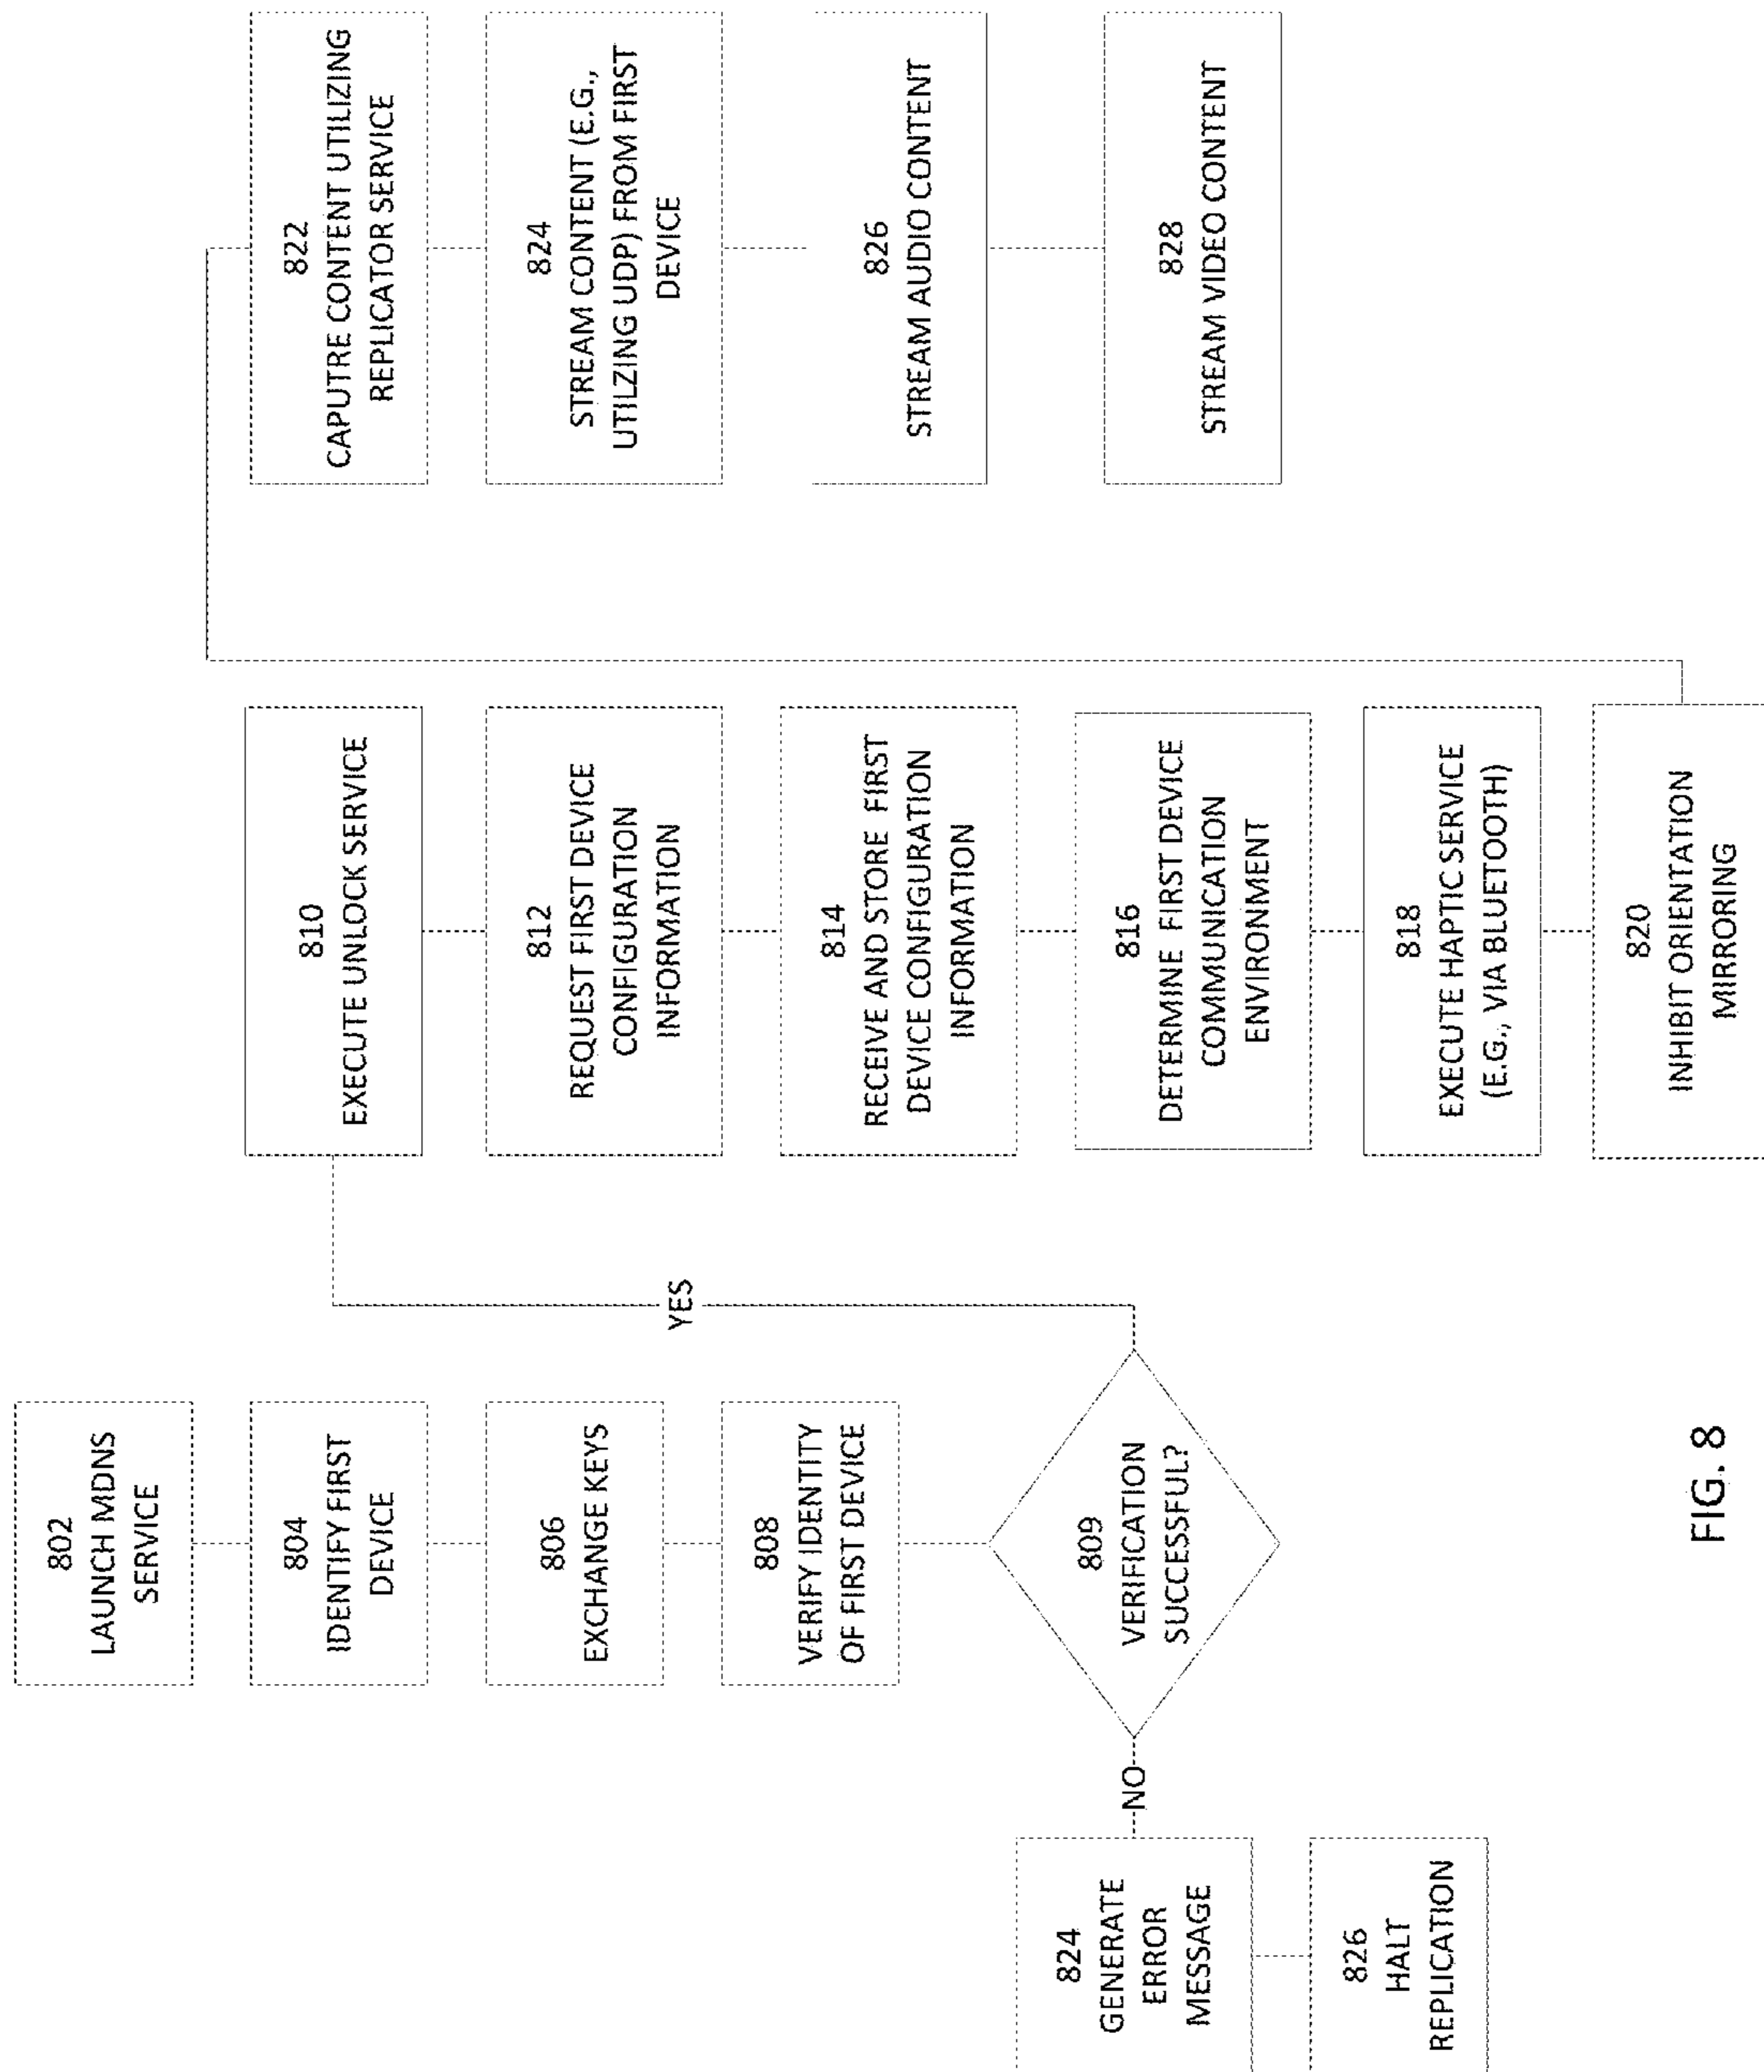 802
LAUNCH MDNS
SERVICE
804
IDENTIFY FIRST
DEVICE
806
EXCHANGE KEYS
808
VERIFY IDENTITY
OF FIRST DEVICE
809
VERIFICATION
SUCCESSFUL?
NO
824
GENERATE
ERROR
MESSAGE
826
HALT
REPLICATION
YES
810
EXECUTE UNLOCK SERVICE
812
REQUEST FIRST DEVICE
CONFIGURATION
INFORMATION
814
RECEIVE AND STORE FIRST
DEVICE CONFIGURATION
INFORMATION
816
DETERMINE FIRST DEVICE
COMMUNICATION
ENVIRONMENT
818
EXECUTE HAPTIC SERVICE
(E.G., VIA BLUETOOTH)
820
INHIBIT ORIENTATION
MIRRORING
822
CAPUTRE CONTENT UTILIZING
REPLICATOR SERVICE
824
STREAM CONTENT (E.G.,
UTILZING UDP) FROM FIRST
DEVICE
826
STREAM AUDIO CONTENT
828
STREAM VIDEO CONTENT
FIG. 8